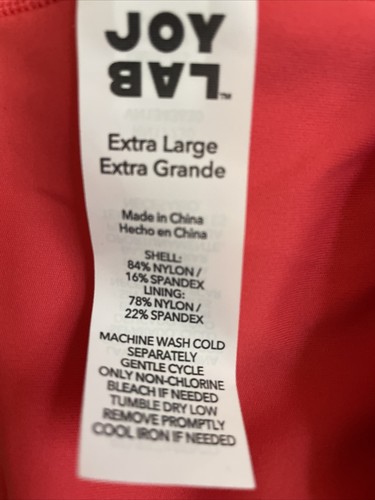 JOY
LAB™
Extra Large
Extra Grande
Made in China
Hecho en China
SHELL:
84% NYLON /
16% SPANDEX
LINING:
78% NYLON /
22% SPANDEX
MACHINE WASH COLD
SEPARATELY
GENTLE CYCLE
ONLY NON-CHLORINE
BLEACH IF NEEDED
TUMBLE DRY LOW
REMOVE PROMPTLY
COOL IRON IF NEEDED